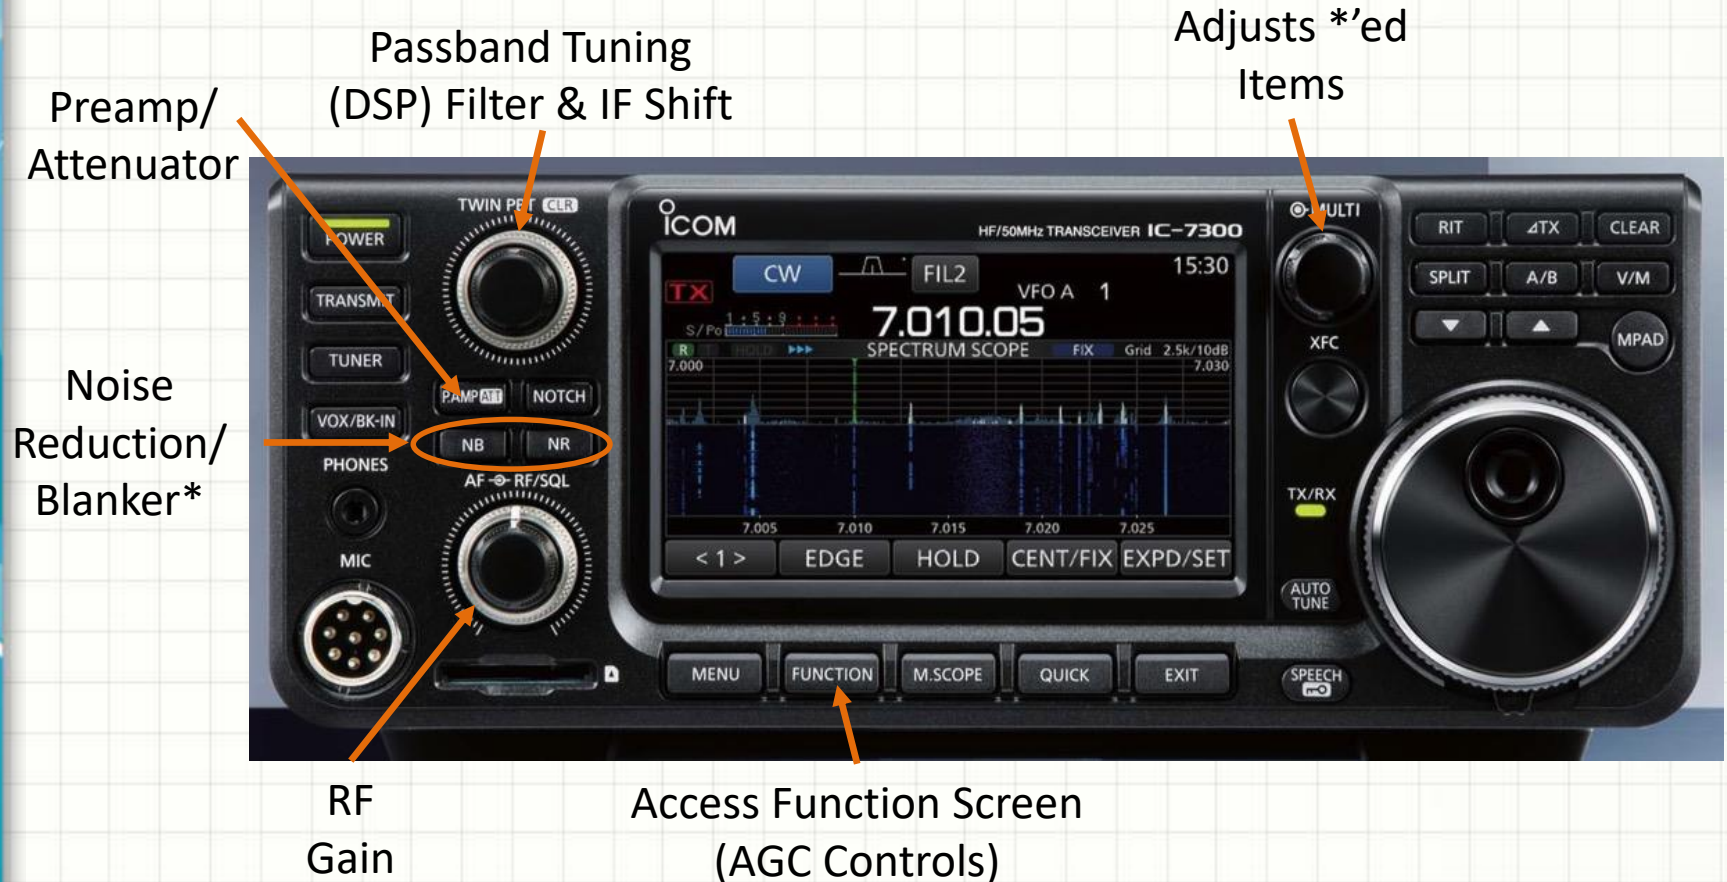 Passband Tuning
(DSP) Filter & IF Shift
Adjusts *’ed
Items
Preamp/
Attenuator
Noise
Reduction/
Blanker*
RF
Gain
Access Function Screen
(AGC Controls)
POWER
TRANSMIT
TUNER
VOX/BK-IN
PHONES
MIC
TWIN PBT CLR
P.AMP ATT NOTCH
NB NR
AF RF/SQL
ICOM
HF/50MHz TRANSCEIVER IC-7300
CW FIL2 15:30
TX VFO A 1
7.010.05
S/Po 1 • 5 • 9
R T HOLD SPECTRUM SCOPE FIX Grid 2.5k/10dB
7.000 7.030
7.005 7.010 7.015 7.020 7.025
< 1 > EDGE HOLD CENT/FIX EXPD/SET
MENU FUNCTION M.SCOPE QUICK EXIT
MULTI
XFC
TX/RX
AUTO
TUNE
SPEECH
RIT ⊿TX CLEAR
SPLIT A/B V/M
▼ ▲ MPAD